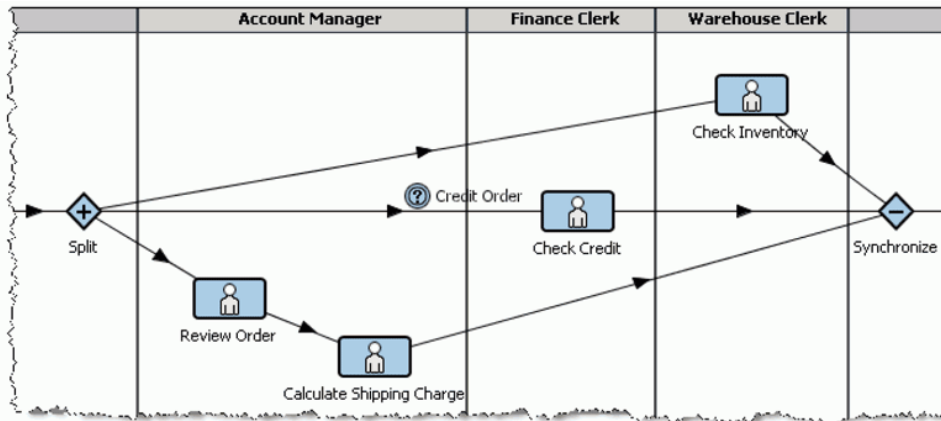 Account Manager
Finance Clerk
Warehouse Clerk
Check Inventory
? Credit Order
Split
Check Credit
Synchronize
Review Order
Calculate Shipping Charge